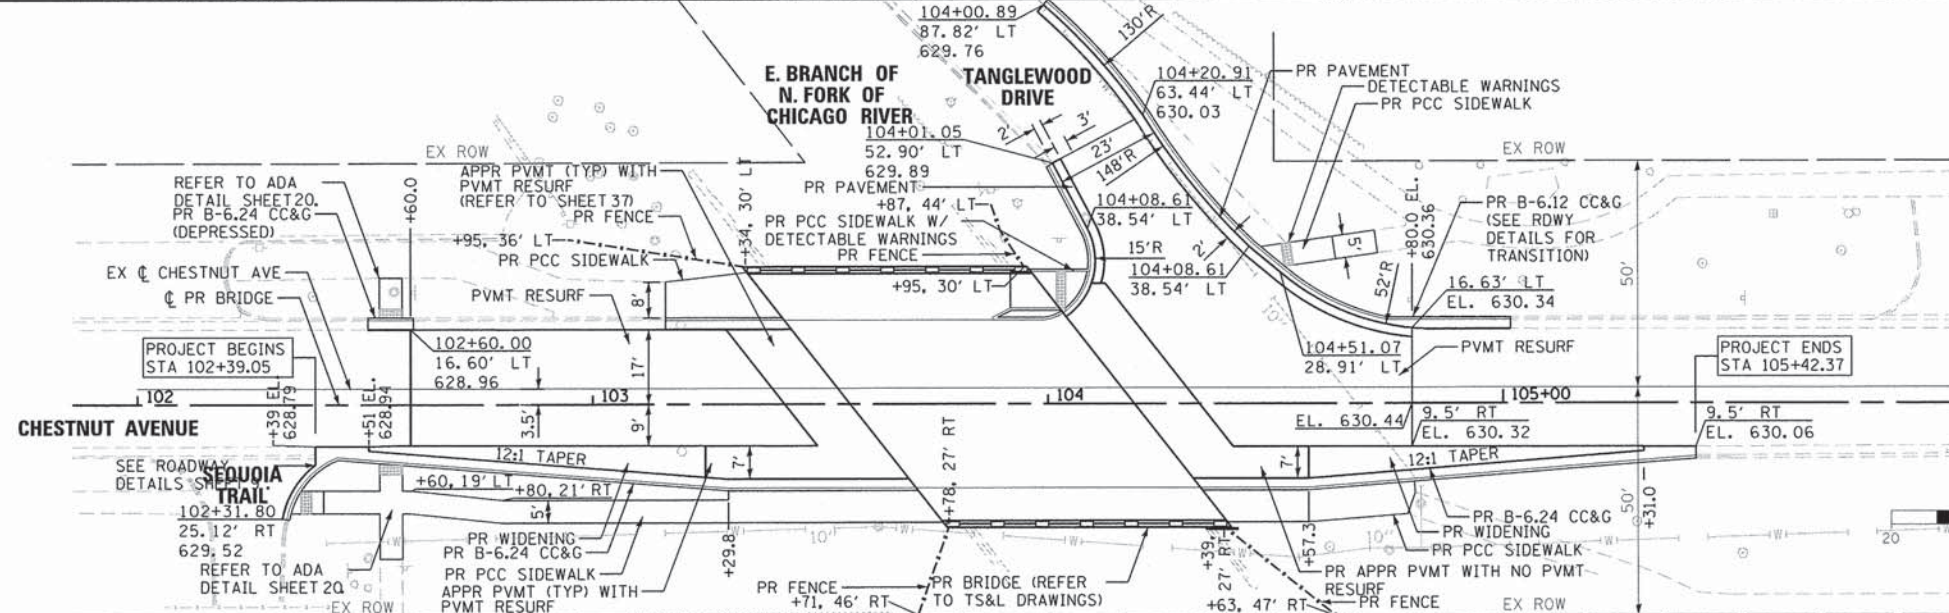 104+00.89
87.82' LT
629.76
130'R
E. BRANCH OF
N. FORK OF
CHICAGO RIVER
TANGLEWOOD
DRIVE
104+20.91
63.44' LT
630.03
PR PAVEMENT
DETECTABLE WARNINGS
PR PCC SIDEWALK
104+01.05
52.90' LT
629.89
2'
3'
23'
148'R
EX ROW
EX ROW
REFER TO ADA
DETAIL SHEET 20.
PR B-6.24 CC&G
(DEPRESSED)
+60.0
APPR PVMT (TYP) WITH
PVMT RESURF
(REFER TO SHEET 37)
PR FENCE
+34, 30' LT
PR PAVEMENT
+87, 44' LT
PR PCC SIDEWALK W/
DETECTABLE WARNINGS
PR FENCE
104+08.61
38.54' LT
15'R
104+08.61
38.54' LT
2'
5'
+80.0 EL.
630.36
PR B-6.12 CC&G
(SEE RDWY
DETAILS FOR
TRANSITION)
+95, 36' LT
PR PCC SIDEWALK
+95, 30' LT
52'R
16.63' LT
EL. 630.34
50'
EX ℄ CHESTNUT AVE
℄ PR BRIDGE
PVMT RESURF
8'
10"
PROJECT BEGINS
STA 102+39.05
102+60.00
16.60' LT
628.96
17'
104+51.07
28.91' LT
PVMT RESURF
PROJECT ENDS
STA 105+42.37
102
103
104
105+00
+39 EL.
628.79
+51 EL.
628.94
3.5'
9'
EL. 630.44
9.5' RT
EL. 630.32
9.5' RT
EL. 630.06
CHESTNUT AVENUE
12:1 TAPER
7'
+78, 27' RT
7'
12:1 TAPER
SEE ROADWAY
DETAILS SHEET 9.
SEQUOIA
TRAIL
+60, 19' LT
+80, 21' RT
5'
102+31.80
25.12' RT
629.52
50'
+31.0
PR WIDENING
PR B-6.24 CC&G
PR PCC SIDEWALK
APPR PVMT (TYP) WITH
PVMT RESURF
+29.8
W
10"
W
W
W
10"
W
W
+39,
27' RT
+57.3
PR B-6.24 CC&G
PR WIDENING
PR PCC SIDEWALK
20
REFER TO ADA
DETAIL SHEET 20
EX ROW
PR FENCE
+71, 46' RT
PR BRIDGE (REFER
TO TS&L DRAWINGS)
PR APPR PVMT WITH NO PVMT
RESURF
+63, 47' RT
PR FENCE
EX ROW